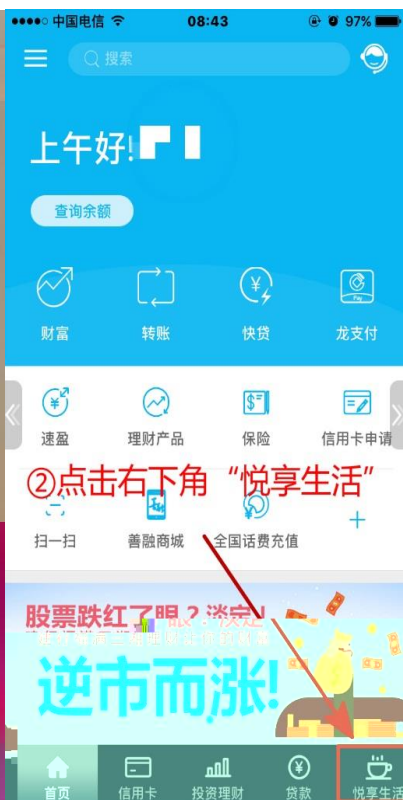 中国电信 08:43 97%
搜索
上午好!
查询余额
财富 转账 快贷 龙支付
速盈 理财产品 保险 信用卡申请
②点击右下角“悦享生活”
扫一扫 善融商城 全国话费充值
股票跌红了眼?淡定!
逆市而涨!
首页 信用卡 投资理财 贷款 悦享生活